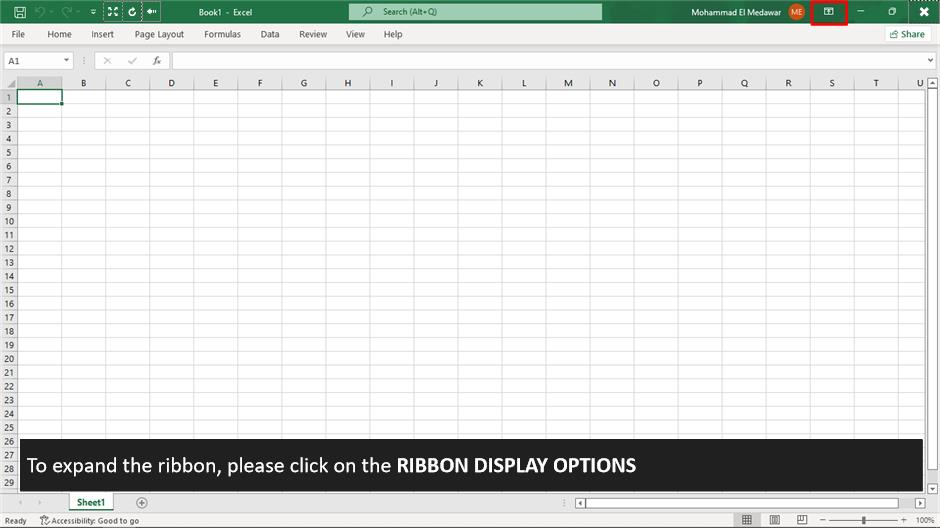 Book1 - Excel
Search (Alt+Q)
Mohammad El Medawar
ME
File Home Insert Page Layout Formulas Data Review View Help
Share
A1
fx
A B C D E F G H I J K L M N O P Q R S T U
1
2
3
4
5
6
7
8
9
10
11
12
13
14
15
16
17
18
19
20
21
22
23
24
25
26
27
28
29
To expand the ribbon, please click on the RIBBON DISPLAY OPTIONS
Sheet1
Ready
Accessibility: Good to go
100%